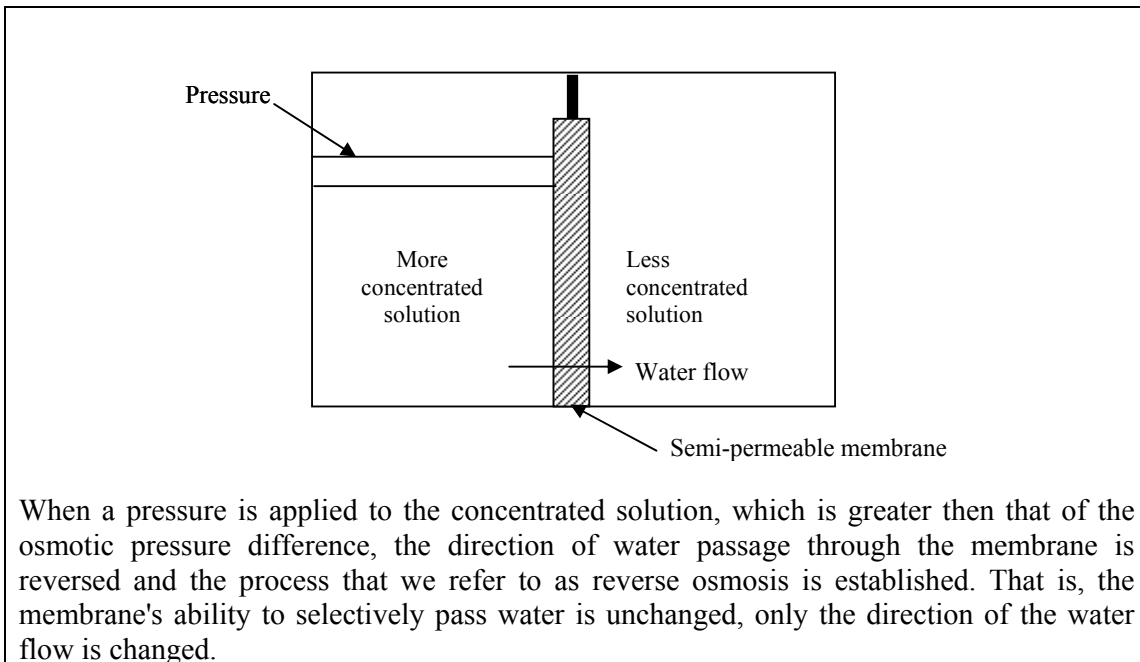 Pressure
More
concentrated
solution
Less
concentrated
solution
Water flow
Semi-permeable membrane
When a pressure is applied to the concentrated solution, which is greater then that of the
osmotic pressure difference, the direction of water passage through the membrane is
reversed and the process that we refer to as reverse osmosis is established. That is, the
membrane's ability to selectively pass water is unchanged, only the direction of the water
flow is changed.